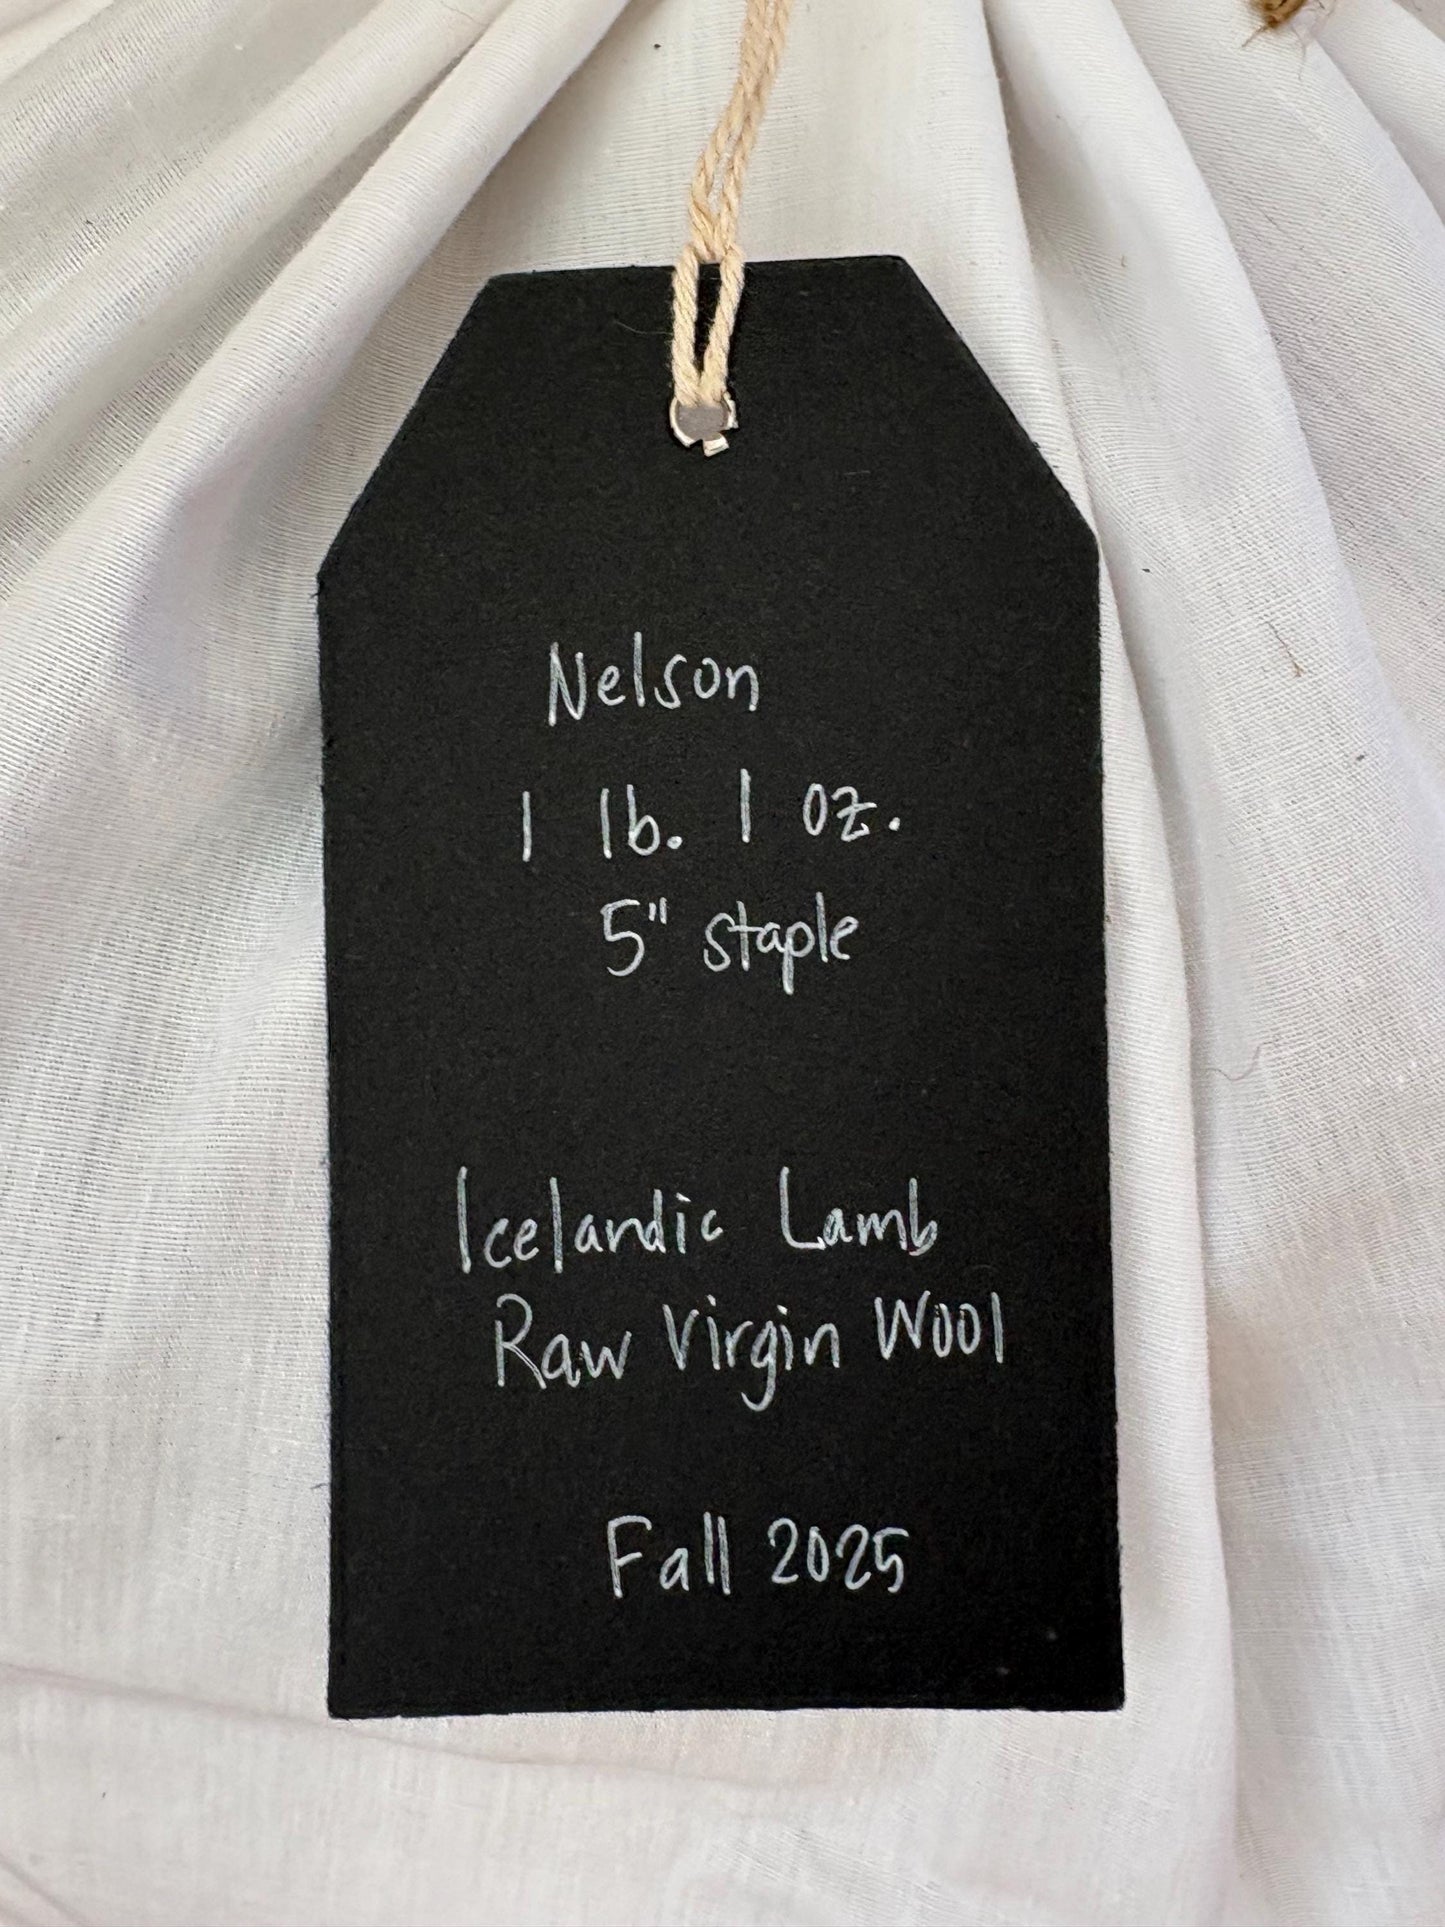 Nelson
1 lb. 1 oz.
5" staple
Icelandic Lamb
Raw Virgin Wool
Fall 2025